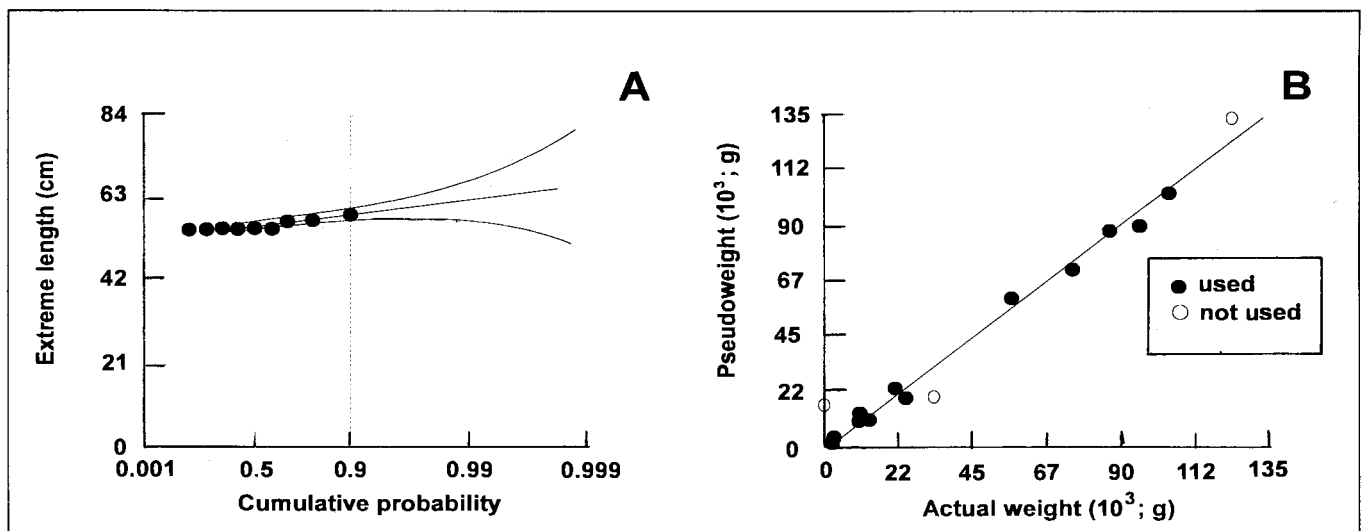 A
Extreme length (cm)
84
63
42
21
0
0.001 0.5 0.9 0.99 0.999
Cumulative probability
B
Pseudoweight (10³; g)
135
112
90
67
45
22
0
0 22 45 67 90 112 135
Actual weight (10³; g)
used
not used